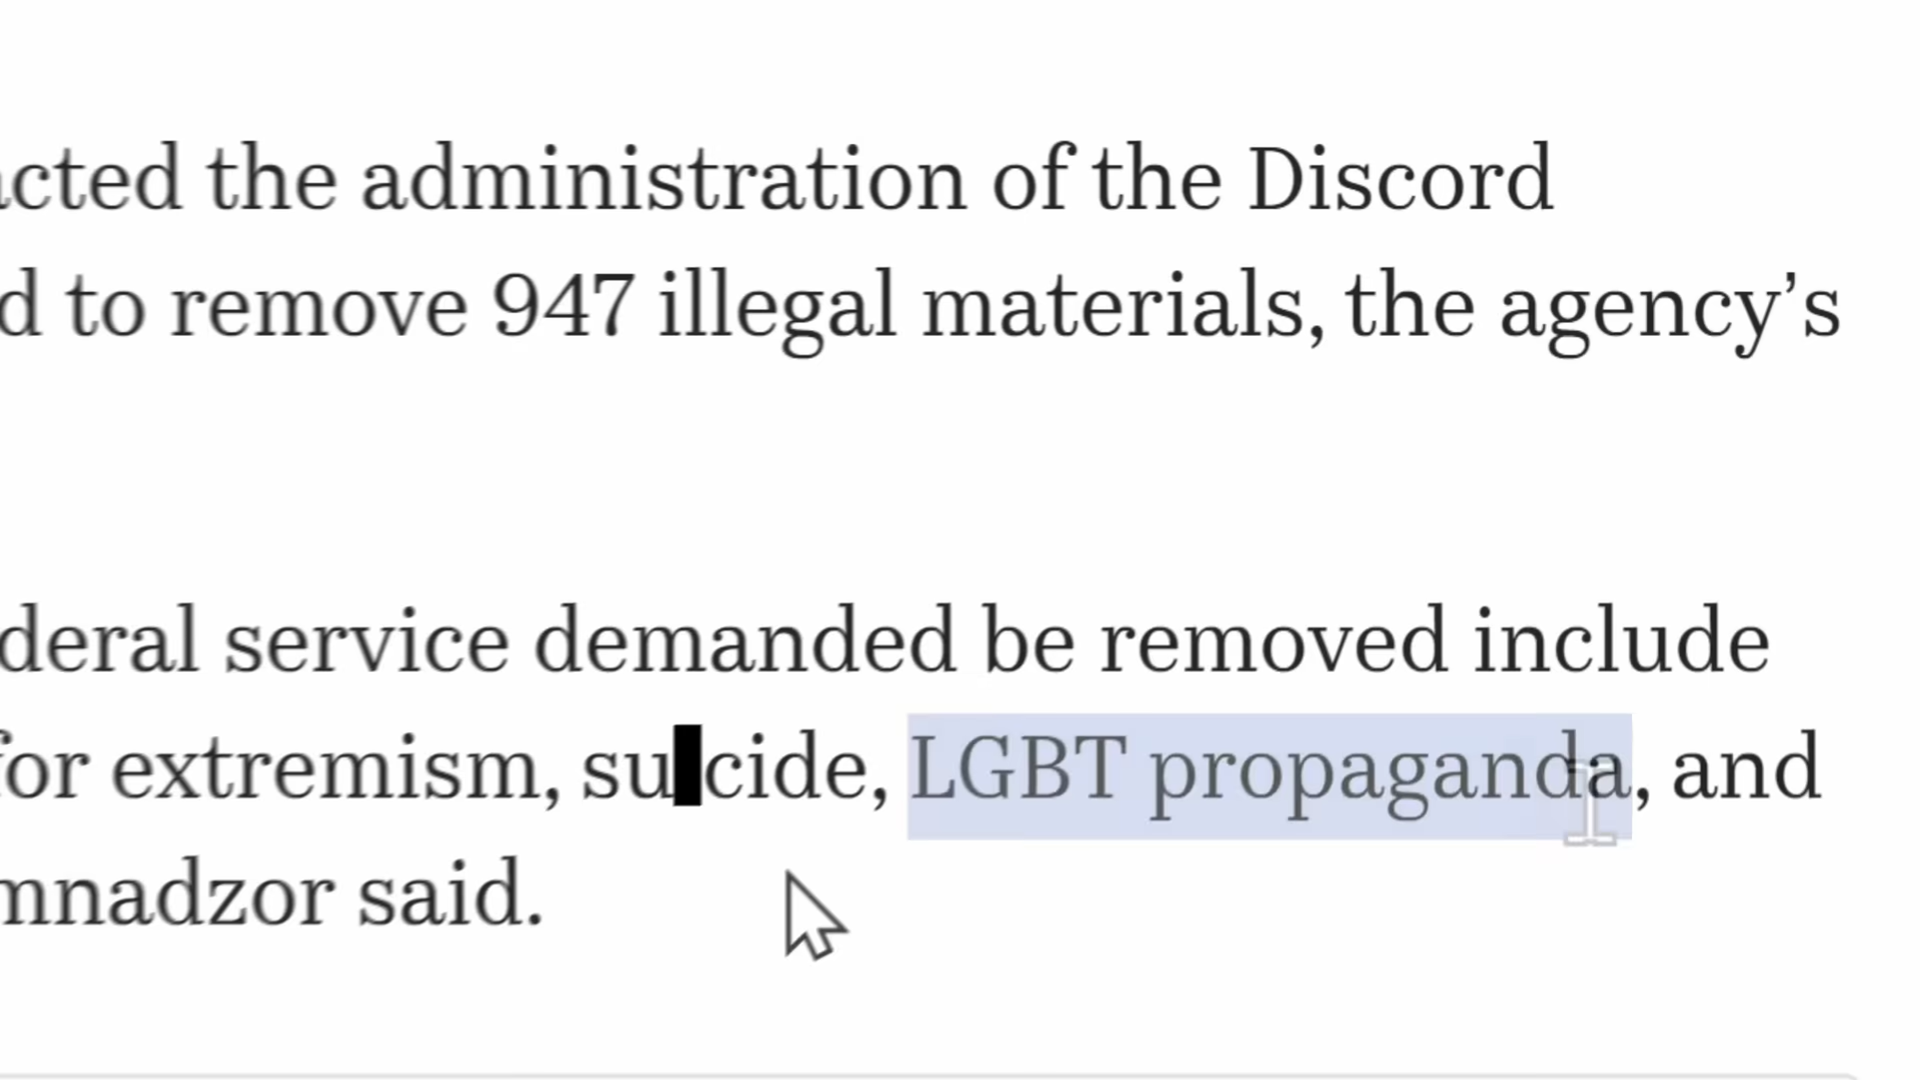 acted the administration of the Discord
d to remove 947 illegal materials, the agency’s
deral service demanded be removed include
for extremism, su█cide, LGBT propaganda, and
mnadzor said.